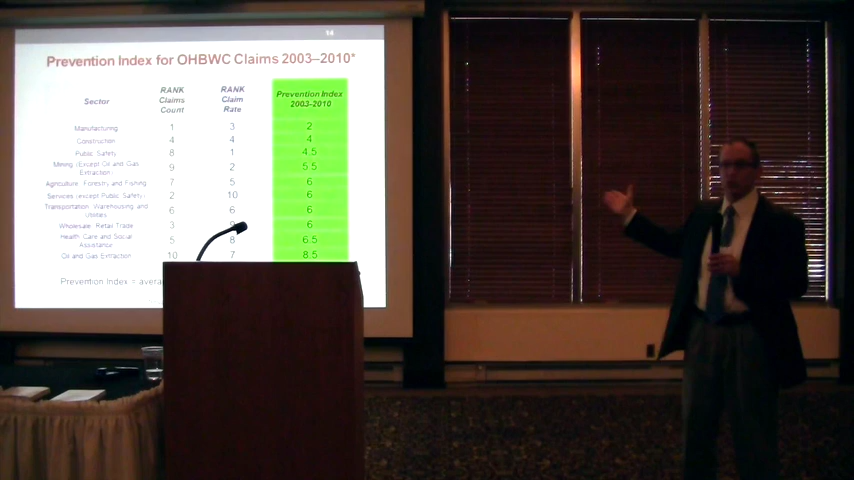 14
Prevention Index for OHBWC Claims 2003–2010*
Sector RANK Claims Count RANK Claim Rate Prevention Index 2003-2010
Manufacturing 1 3 2
Construction 4 4 4
Public Safety 8 1 4.5
Mining (Except Oil and Gas Extraction) 9 2 5.5
Agriculture, Forestry and Fishing 7 5 6
Services (except Public Safety) 2 10 6
Transportation, Warehousing and Utilities 6 6 6
Wholesale, Retail Trade 3 9 6
Health Care and Social Assistance 5 8 6.5
Oil and Gas Extraction 10 7 8.5
Prevention Index =